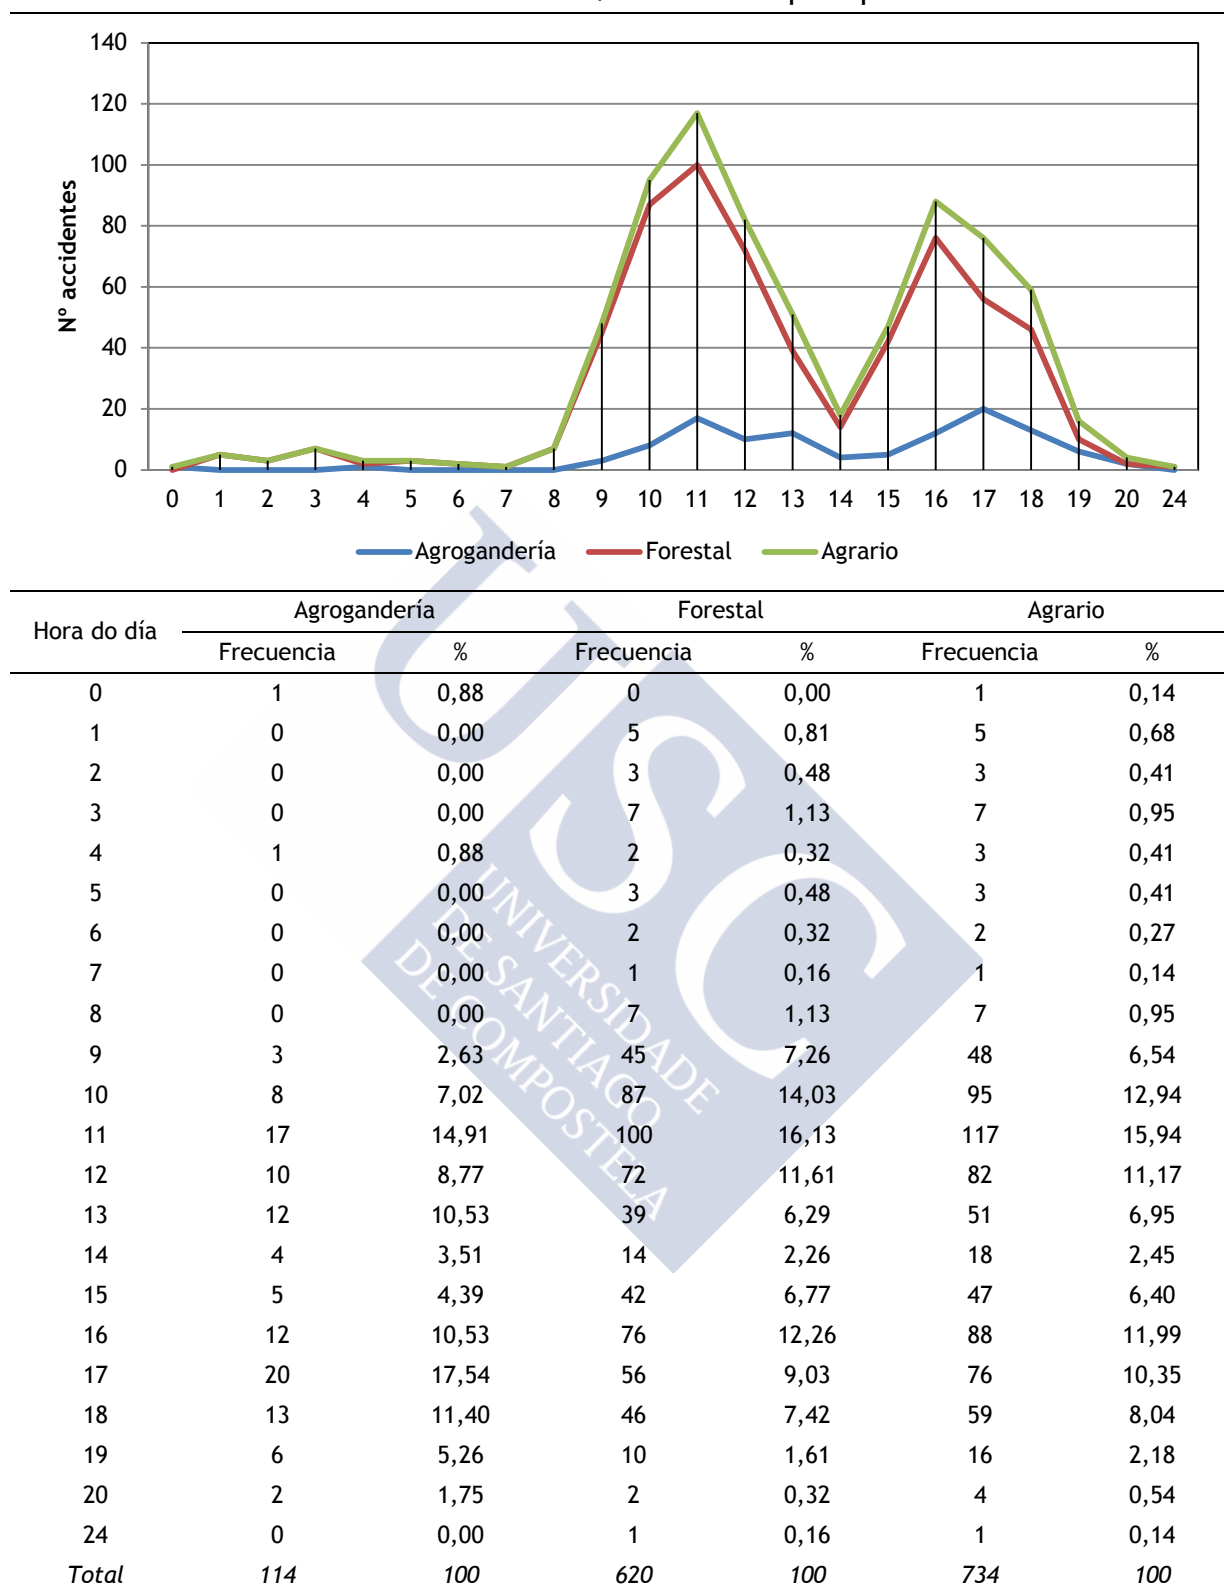 140
120
100
80
60
40
20
0
Nº accidentes
0 1 2 3 4 5 6 7 8 9 10 11 12 13 14 15 16 17 18 19 20 24
Agrogandería Forestal Agrario
Hora do día Agrogandería Forestal Agrario
Frecuencia % Frecuencia % Frecuencia %
0 1 0,88 0 0,00 1 0,14
1 0 0,00 5 0,81 5 0,68
2 0 0,00 3 0,48 3 0,41
3 0 0,00 7 1,13 7 0,95
4 1 0,88 2 0,32 3 0,41
5 0 0,00 3 0,48 3 0,41
6 0 0,00 2 0,32 2 0,27
7 0 0,00 1 0,16 1 0,14
8 0 0,00 7 1,13 7 0,95
9 3 2,63 45 7,26 48 6,54
10 8 7,02 87 14,03 95 12,94
11 17 14,91 100 16,13 117 15,94
12 10 8,77 72 11,61 82 11,17
13 12 10,53 39 6,29 51 6,95
14 4 3,51 14 2,26 18 2,45
15 5 4,39 42 6,77 47 6,40
16 12 10,53 76 12,26 88 11,99
17 20 17,54 56 9,03 76 10,35
18 13 11,40 46 7,42 59 8,04
19 6 5,26 10 1,61 16 2,18
20 2 1,75 2 0,32 4 0,54
24 0 0,00 1 0,16 1 0,14
Total 114 100 620 100 734 100
USC
UNIVERSIDADE
DE SANTIAGO
DE COMPOSTELA